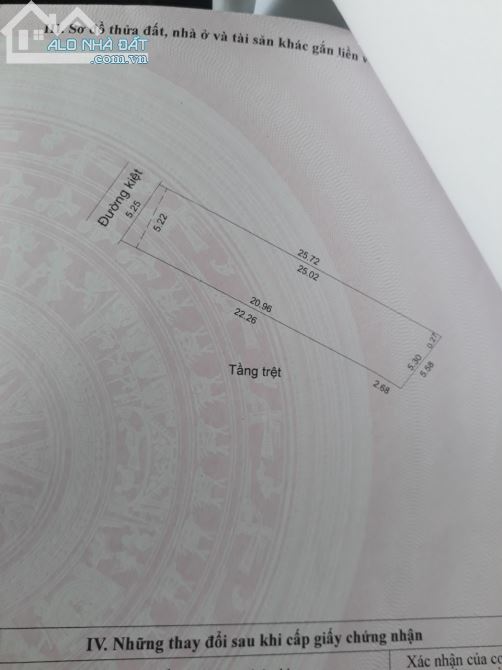 III. Sơ đồ thửa đất, nhà ở và tài sản khác gắn liền
ALO NHÀ ĐẤT
.com.vn
Đường kiệt
5.25
5.22
25.72
25.02
20.96
22.26
0.27
5.30
5.58
2.68
Tầng trệt
IV. Những thay đổi sau khi cấp giấy chứng nhận
Xác nhận của cơ